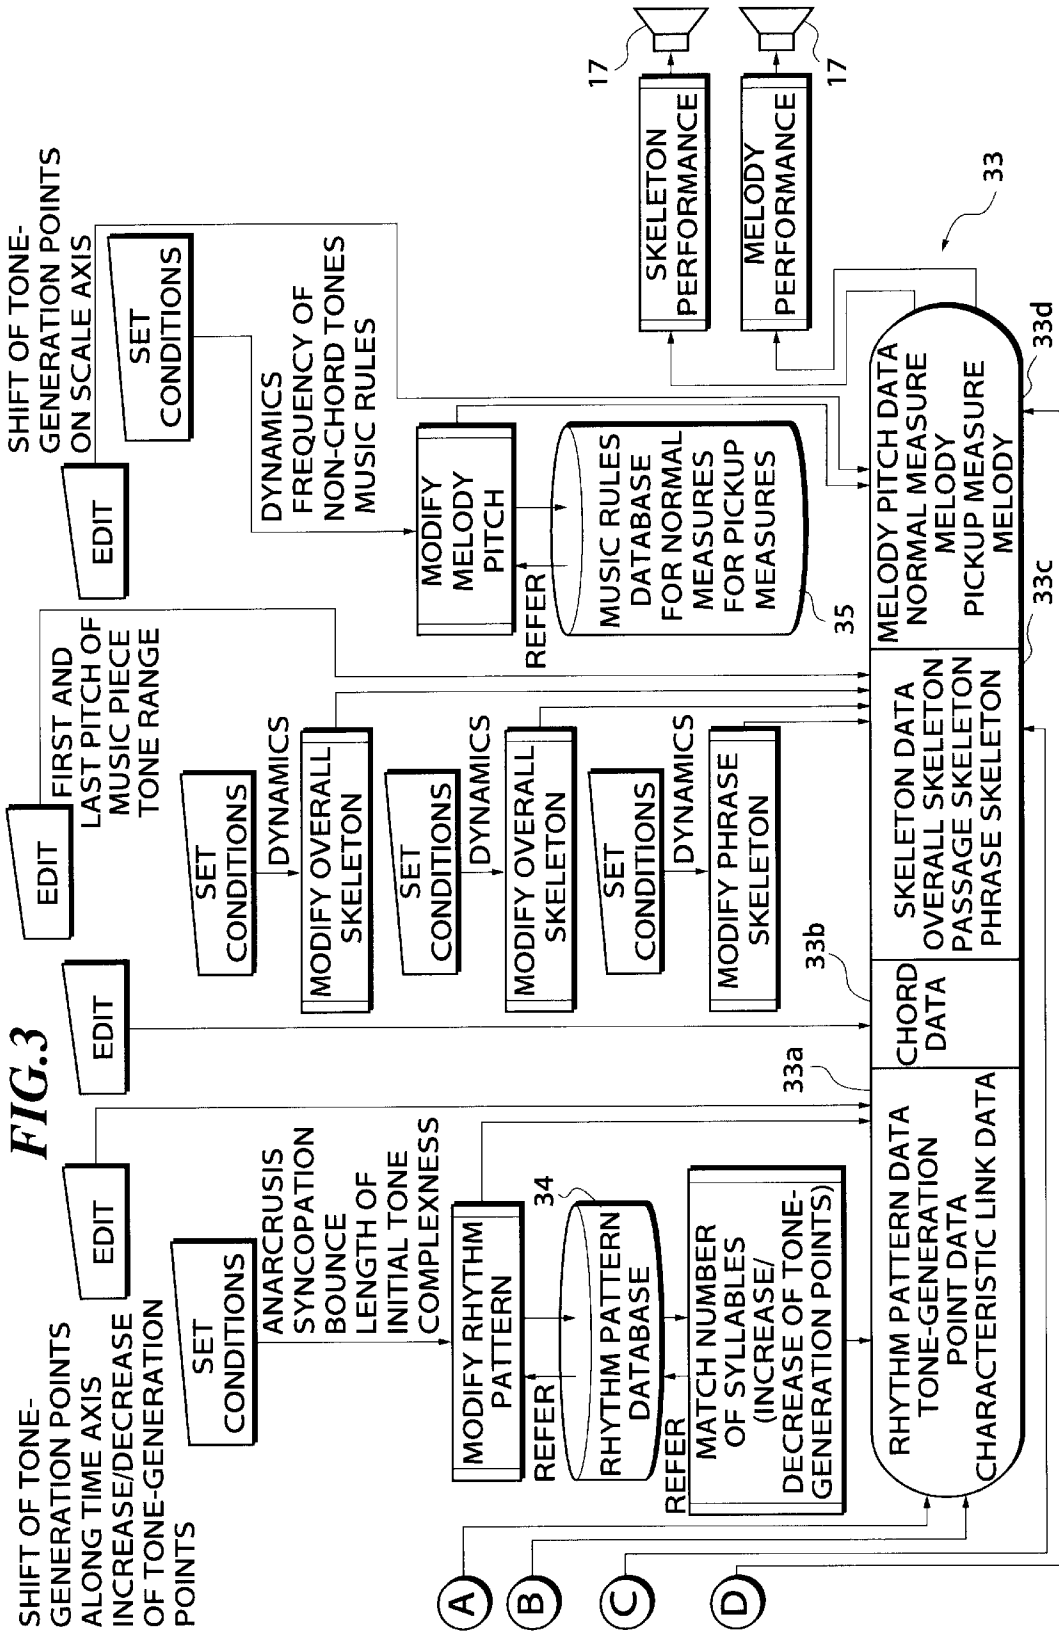 FIG.3
SHIFT OF TONE-
GENERATION POINTS
ALONG TIME AXIS
INCREASE/DECREASE
OF TONE-GENERATION
POINTS
EDIT
SET
CONDITIONS
ANARCRUSIS
SYNCOPATION
BOUNCE
LENGTH OF
INITIAL TONE
COMPLEXNESS
MODIFY RHYTHM
PATTERN
REFER
34
RHYTHM PATTERN
DATABASE
REFER
MATCH NUMBER
OF SYLLABLES
(INCREASE/
DECREASE OF TONE-
GENERATION POINTS)
EDIT
EDIT
FIRST AND
LAST PITCH OF
MUSIC PIECE
TONE RANGE
SET
CONDITIONS
DYNAMICS
MODIFY OVERALL
SKELETON
SET
CONDITIONS
DYNAMICS
MODIFY OVERALL
SKELETON
SET
CONDITIONS
DYNAMICS
MODIFY PHRASE
SKELETON
SHIFT OF TONE-
GENERATION POINTS
ON SCALE AXIS
EDIT
SET
CONDITIONS
DYNAMICS
FREQUENCY OF
NON-CHORD TONES
MUSIC RULES
MODIFY
MELODY
PITCH
REFER
MUSIC RULES
DATABASE
FOR NORMAL
MEASURES
FOR PICKUP
MEASURES
35
17
SKELETON
PERFORMANCE
MELODY
PERFORMANCE
17
33
A
B
C
D
33a
RHYTHM PATTERN DATA
TONE-GENERATION
POINT DATA
CHARACTERISTIC LINK DATA
33b
CHORD
DATA
SKELETON DATA
OVERALL SKELETON
PASSAGE SKELETON
PHRASE SKELETON
33c
MELODY PITCH DATA
NORMAL MEASURE
MELODY
PICKUP MEASURE
MELODY
33d